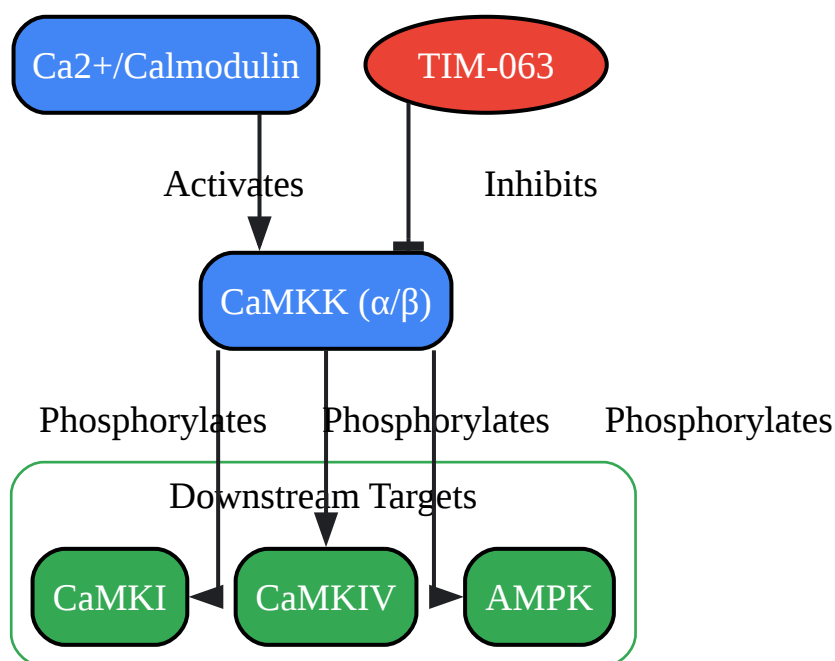 Ca2+/Calmodulin
TIM-063
Activates
Inhibits
CaMKK (α/β)
Phosphorylates
Phosphorylates
Phosphorylates
Downstream Targets
CaMKI
CaMKIV
AMPK